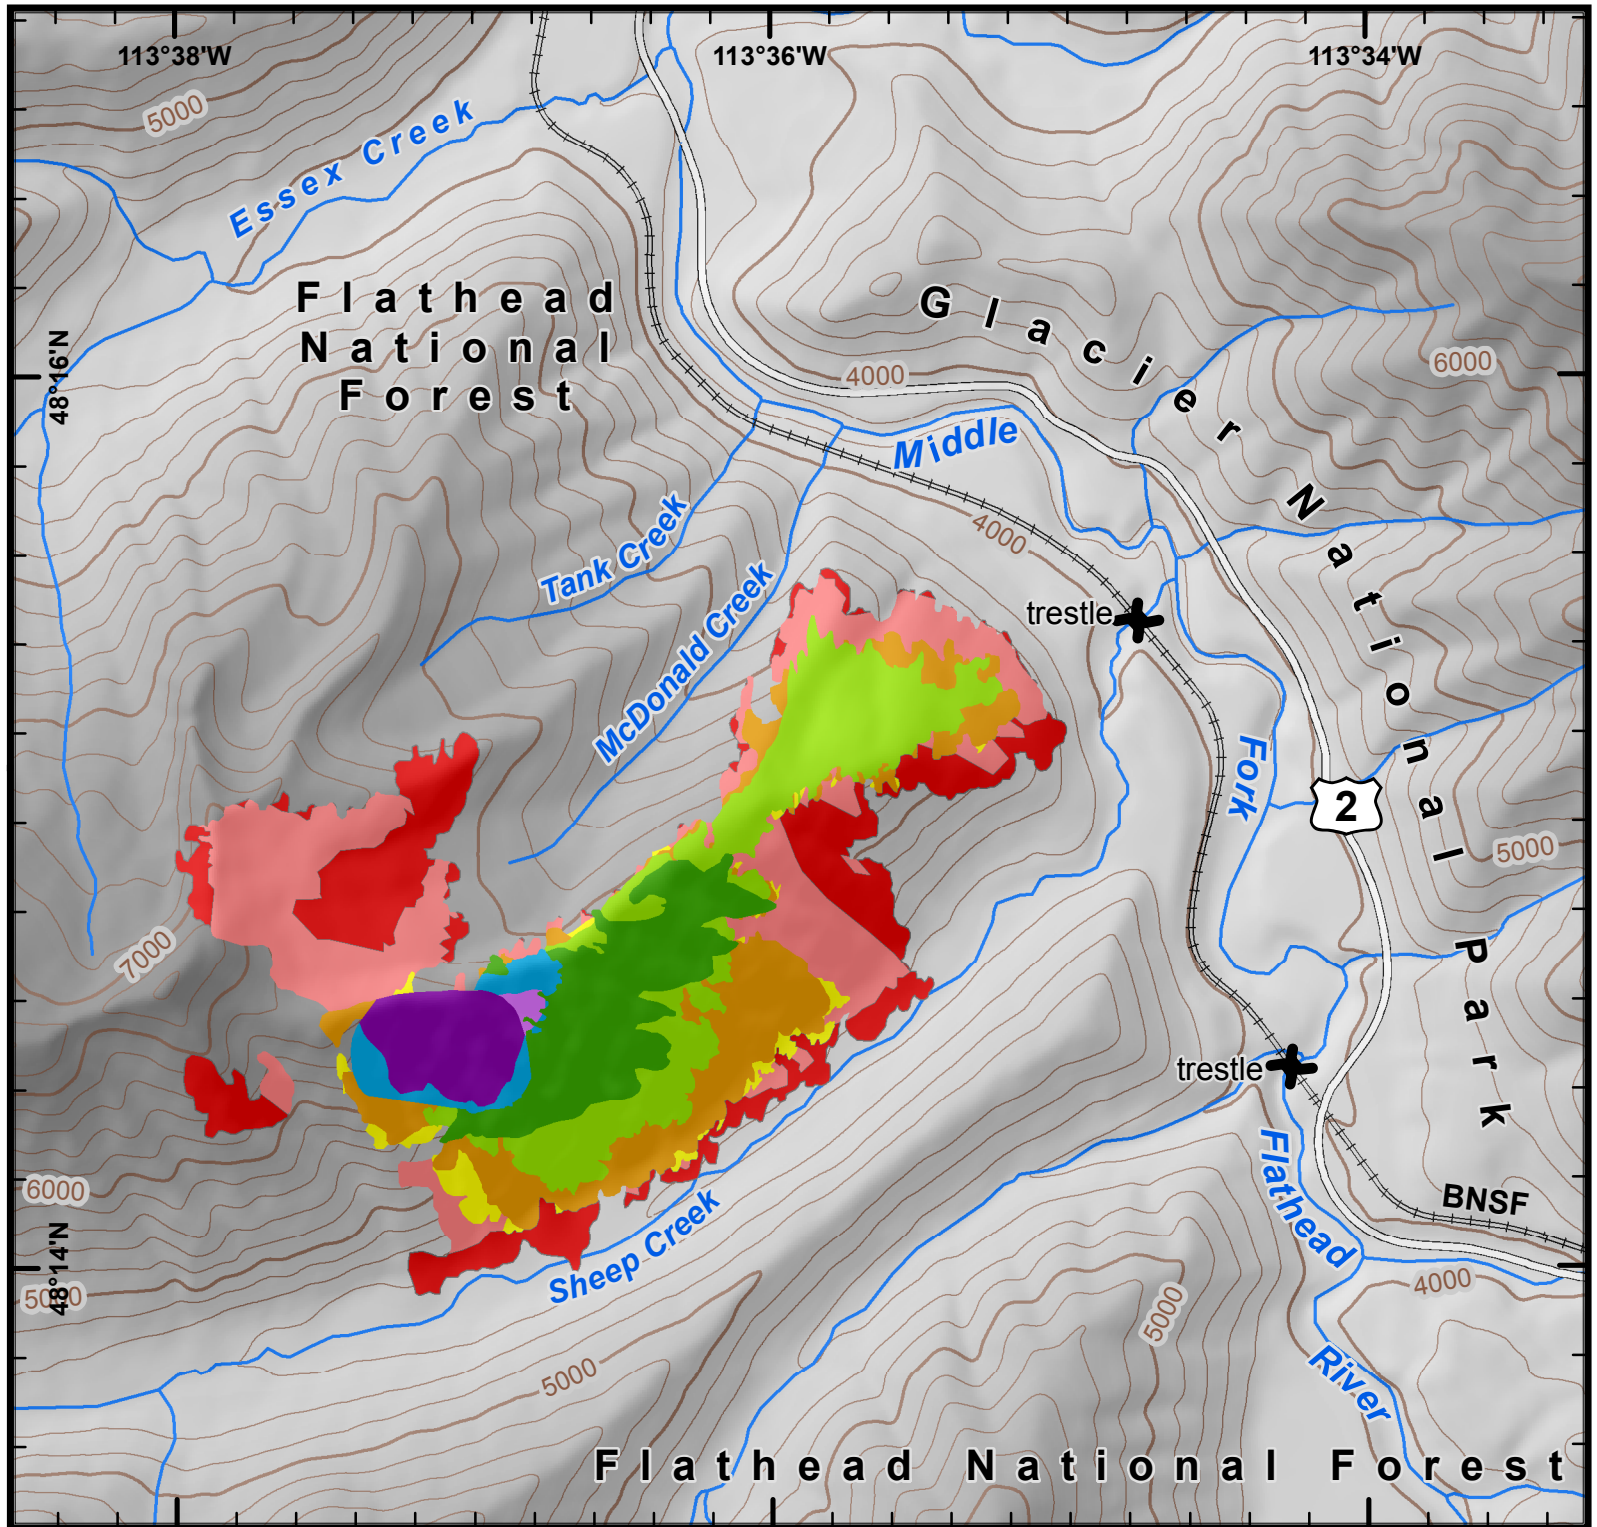 113°38'W
113°36'W
113°34'W
5000
Essex Creek
Flathead
National
Forest
Glacier National Park
48°16'N
6000
4000
Middle
4000
Tank Creek
McDonald Creek
trestle
Fork
2
5000
7000
trestle
Flathead
6000
BNSF
Sheep Creek
48°14'N
5000
4000
5000
River
5000
Flathead National Forest